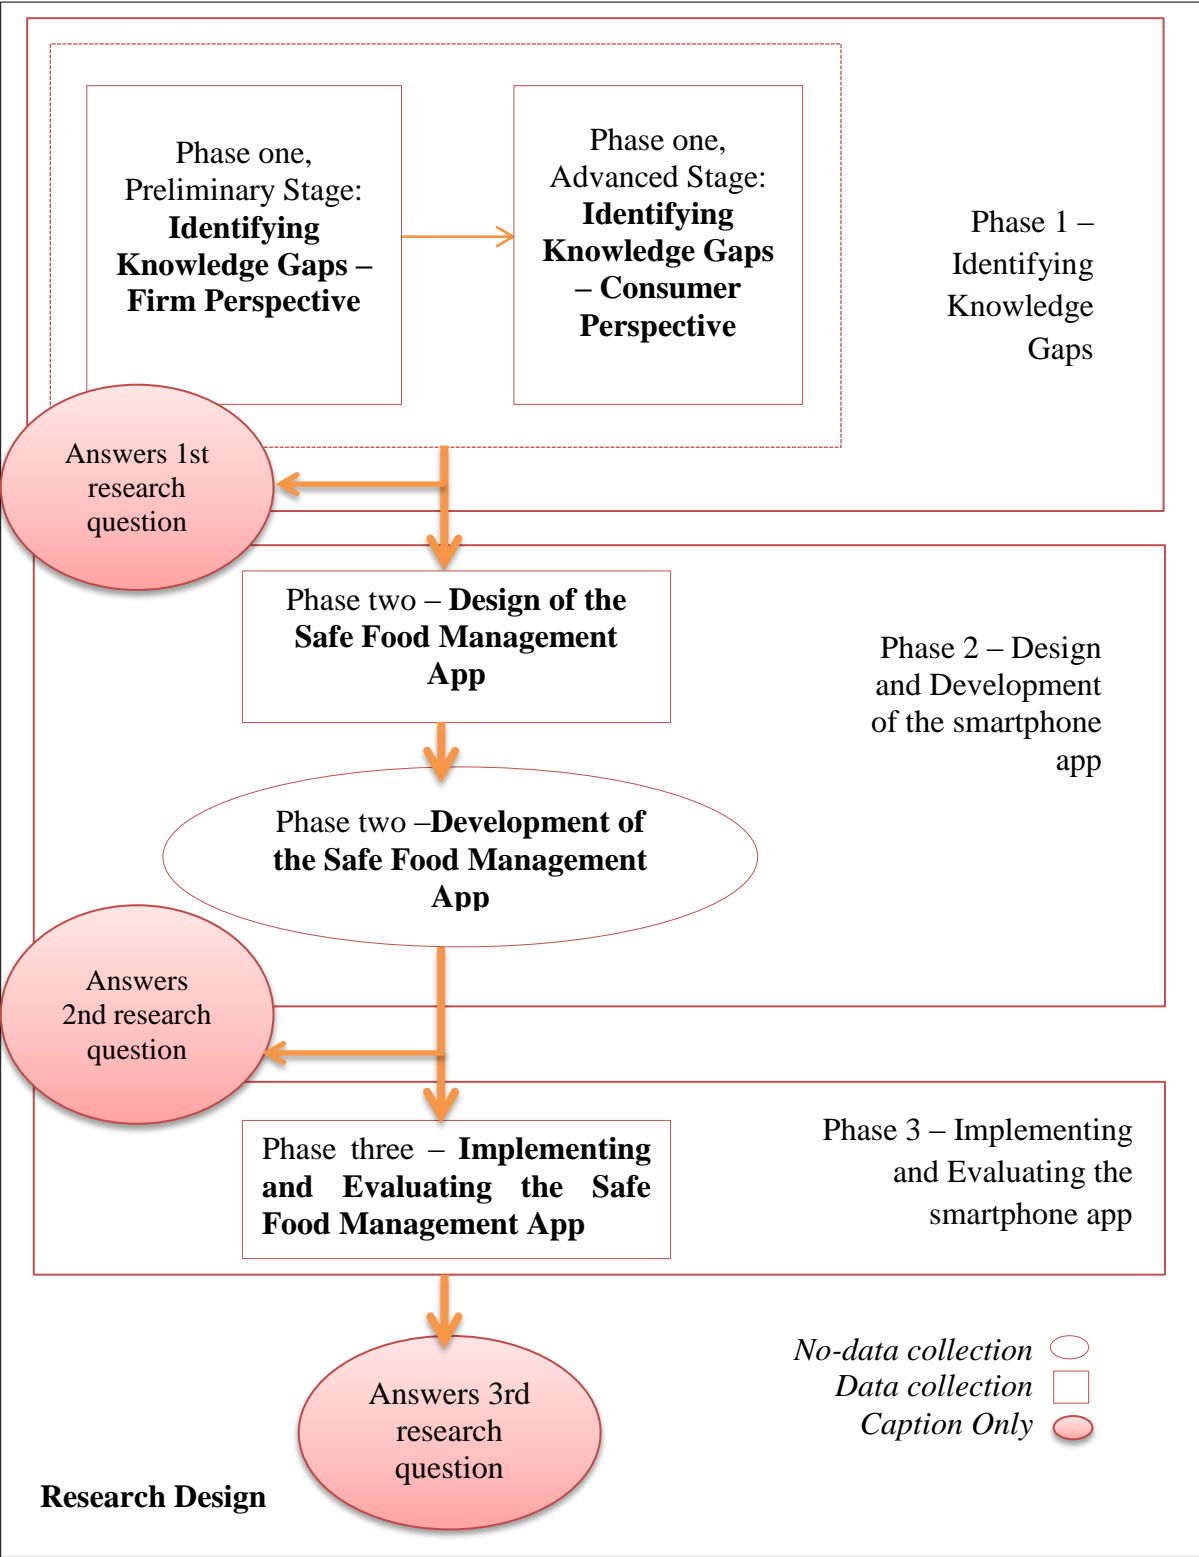 Phase one,
Preliminary Stage:
Identifying
Knowledge Gaps –
Firm Perspective
Phase one,
Advanced Stage:
Identifying
Knowledge Gaps
– Consumer
Perspective
Phase 1 –
Identifying
Knowledge
Gaps
Answers 1st
research
question
Phase two – Design of the
Safe Food Management
App
Phase 2 – Design
and Development
of the smartphone
app
Phase two –Development of
the Safe Food Management
App
Answers
2nd research
question
Phase three – Implementing
and Evaluating the Safe
Food Management App
Phase 3 – Implementing
and Evaluating the
smartphone app
Answers 3rd
research
question
No-data collection
Data collection
Caption Only
Research Design